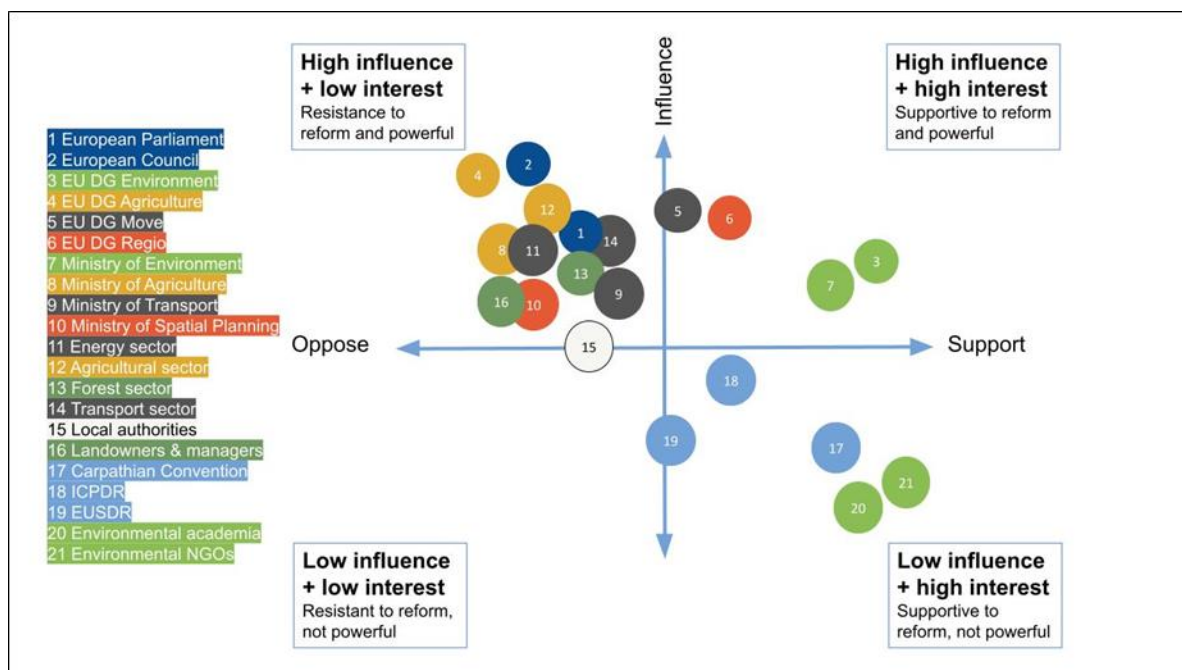 High influence
+ low interest
Resistance to
reform and powerful
Influence
High influence
+ high interest
Supportive to reform
and powerful
1 European Parliament
2 European Council
3 EU DG Environment
4 EU DG Agriculture
5 EU DG Move
6 EU DG Regio
7 Ministry of Environment
8 Ministry of Agriculture
9 Ministry of Transport
10 Ministry of Spatial Planning
11 Energy sector
12 Agricultural sector
13 Forest sector
14 Transport sector
15 Local authorities
16 Landowners & managers
17 Carpathian Convention
18 ICPDR
19 EUSDR
20 Environmental academia
21 Environmental NGOs
4
2
12
1
14
8
11
13
16
10
9
5
6
3
7
Oppose
15
Support
18
19
17
21
20
Low influence
+ low interest
Resistant to reform,
not powerful
Low influence
+ high interest
Supportive to
reform, not powerful